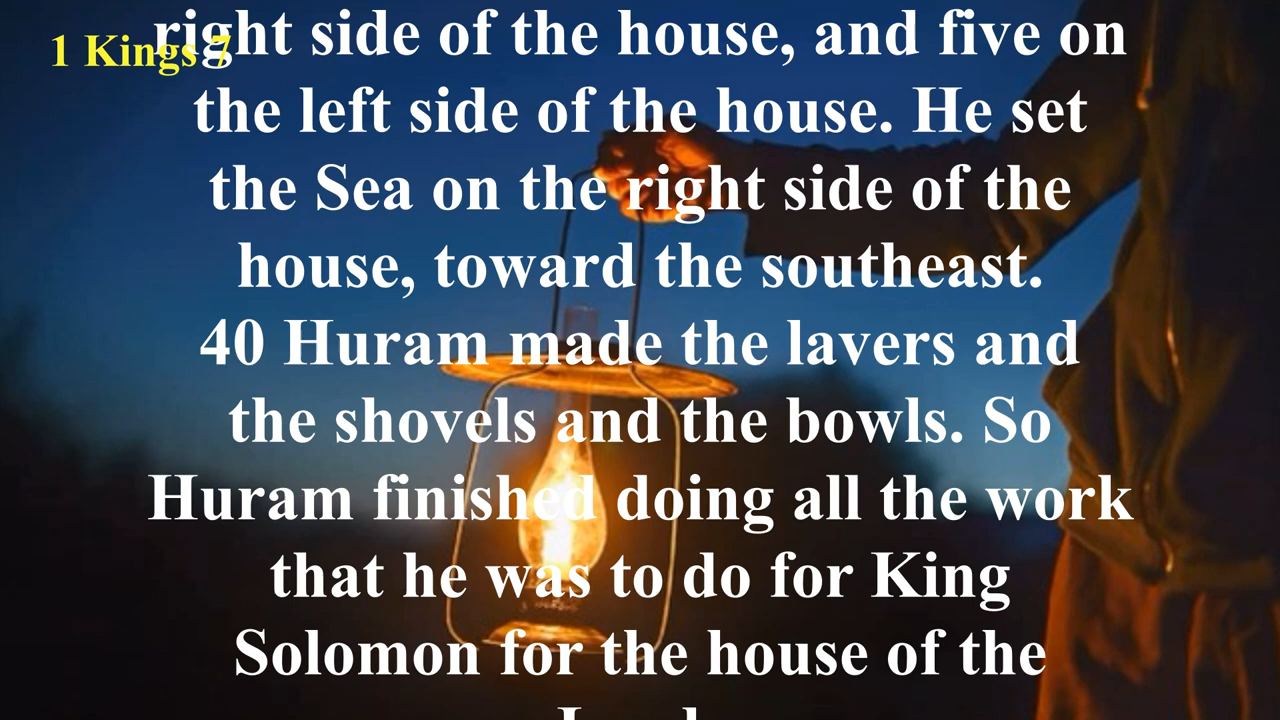 1 Kings 7
right side of the house, and five on
the left side of the house. He set
the Sea on the right side of the
house, toward the southeast.
40 Huram made the lavers and
the shovels and the bowls. So
Huram finished doing all the work
that he was to do for King
Solomon for the house of the